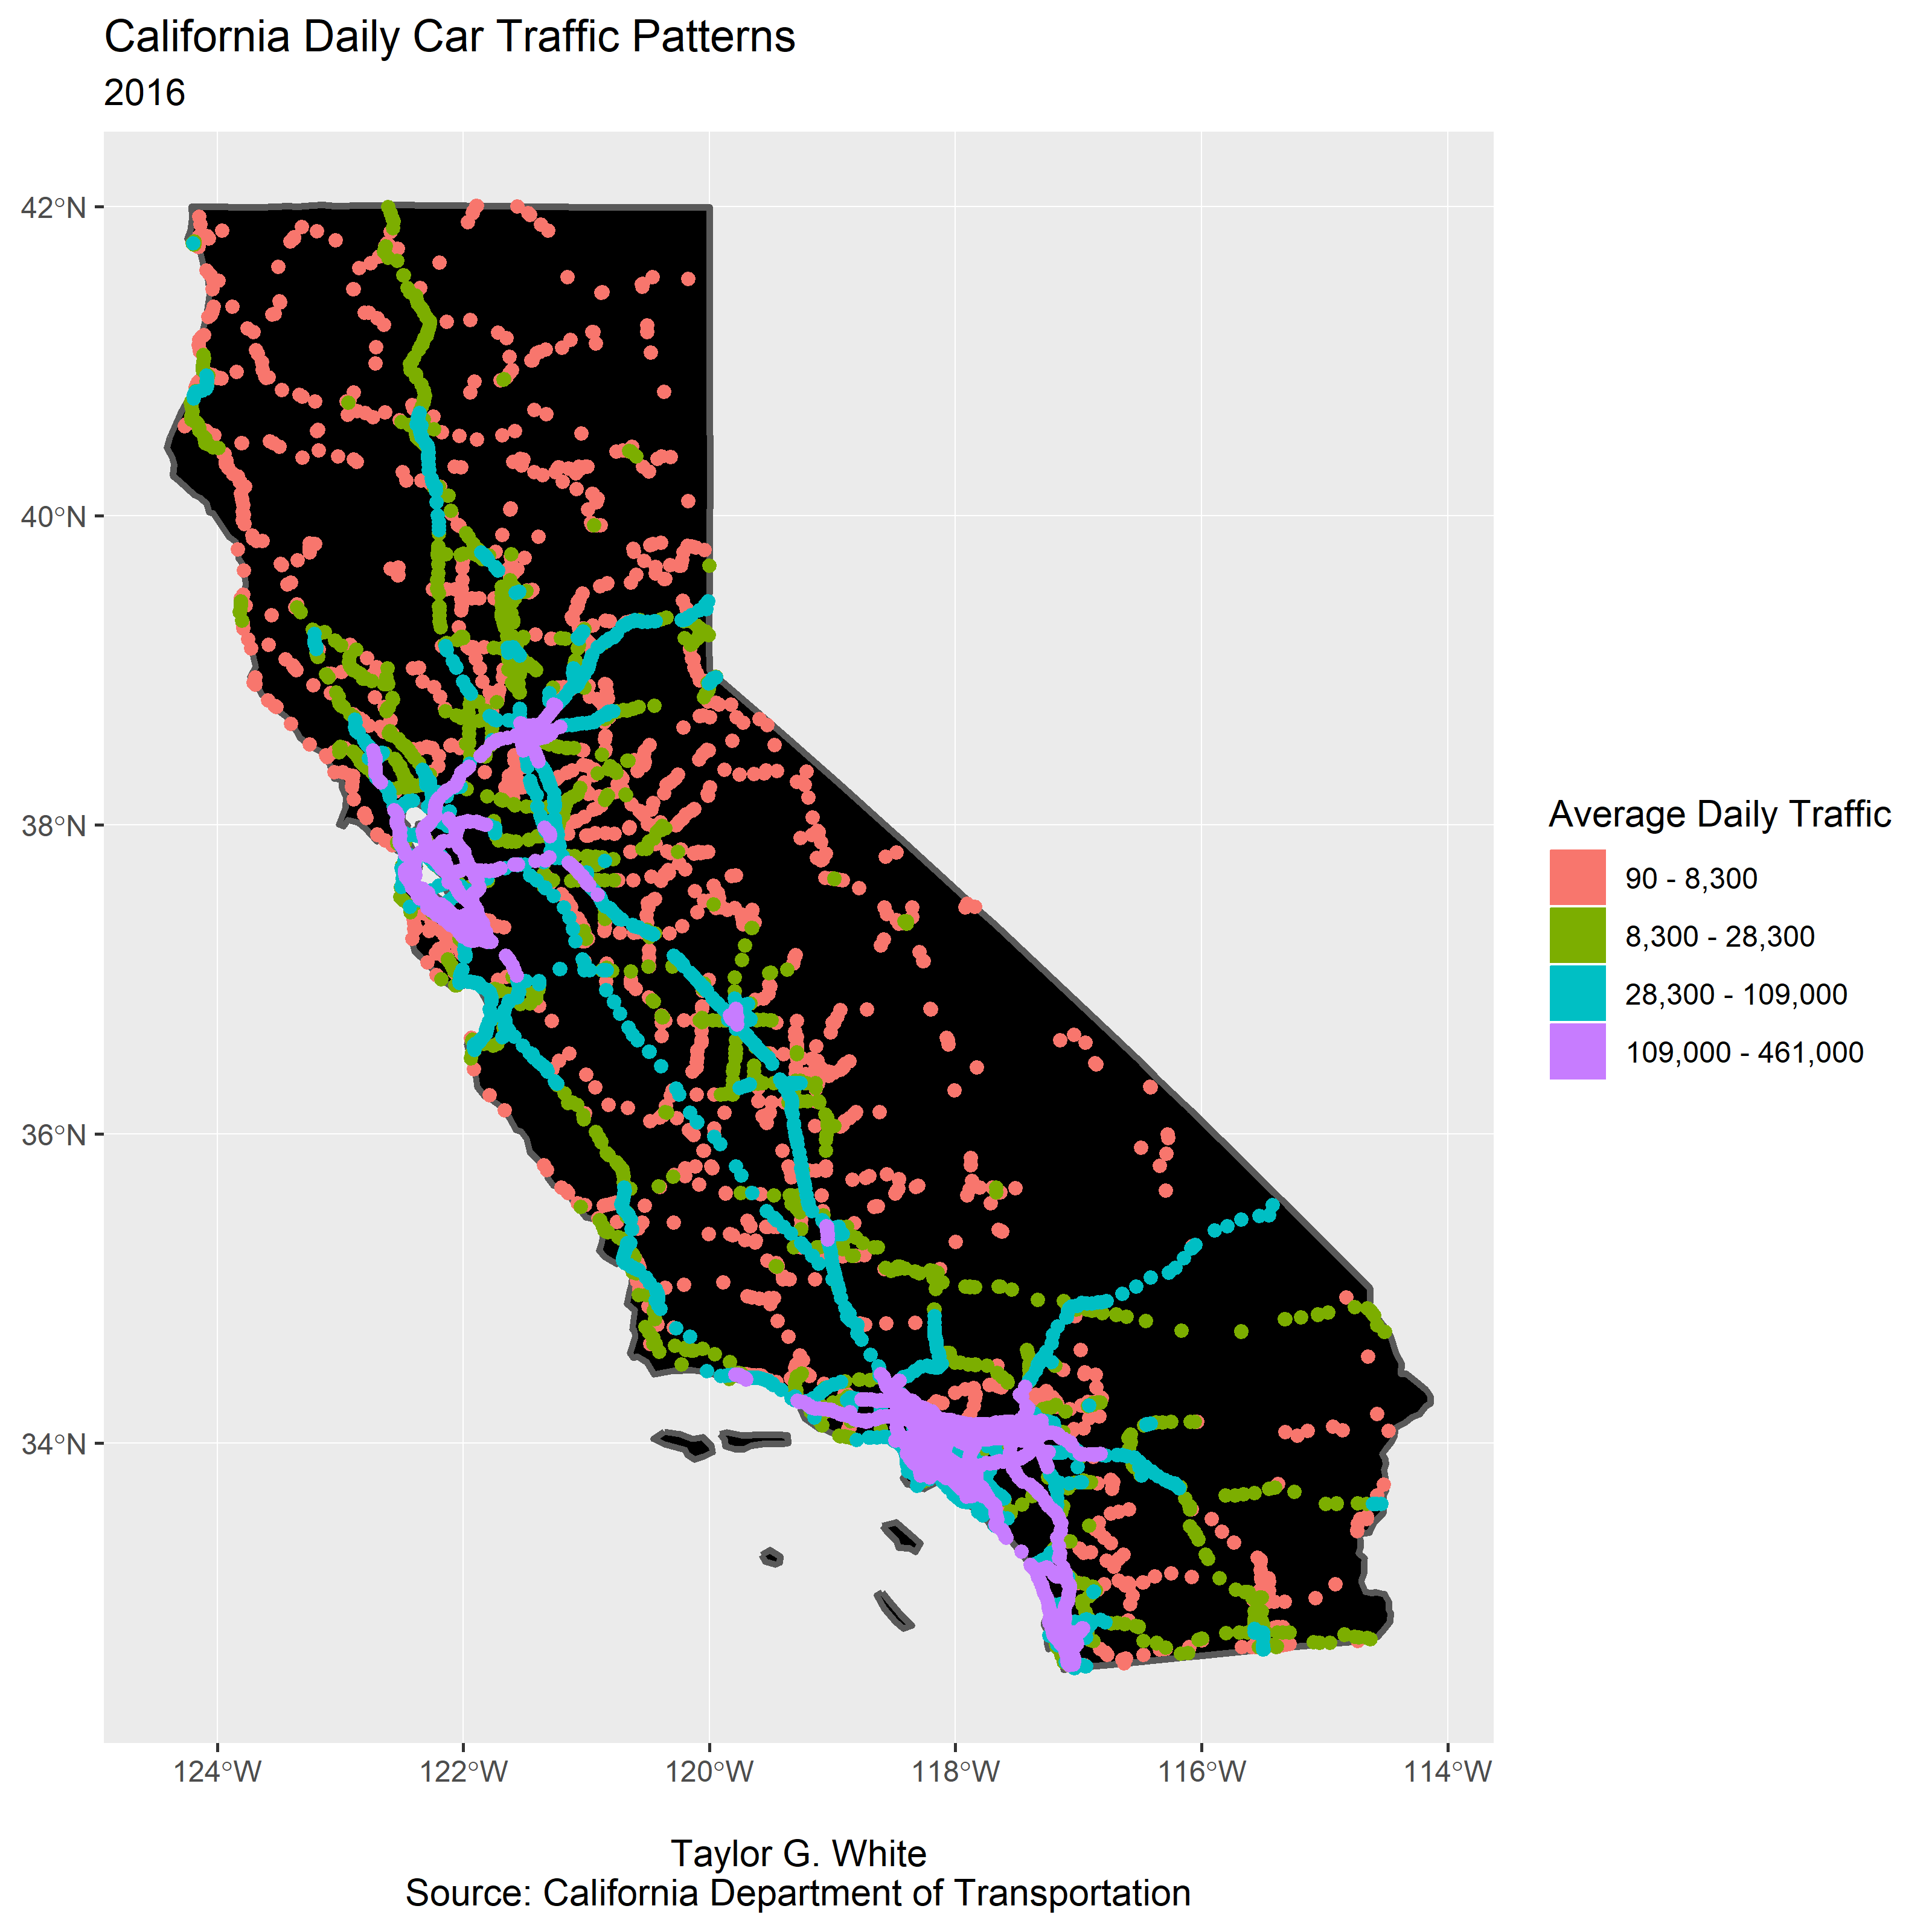 California Daily Car Traffic Patterns
2016
42°N
40°N
38°N
36°N
34°N
124°W
122°W
120°W
118°W
116°W
114°W
Average Daily Traffic
90 - 8,300
8,300 - 28,300
28,300 - 109,000
109,000 - 461,000
Taylor G. White
Source: California Department of Transportation